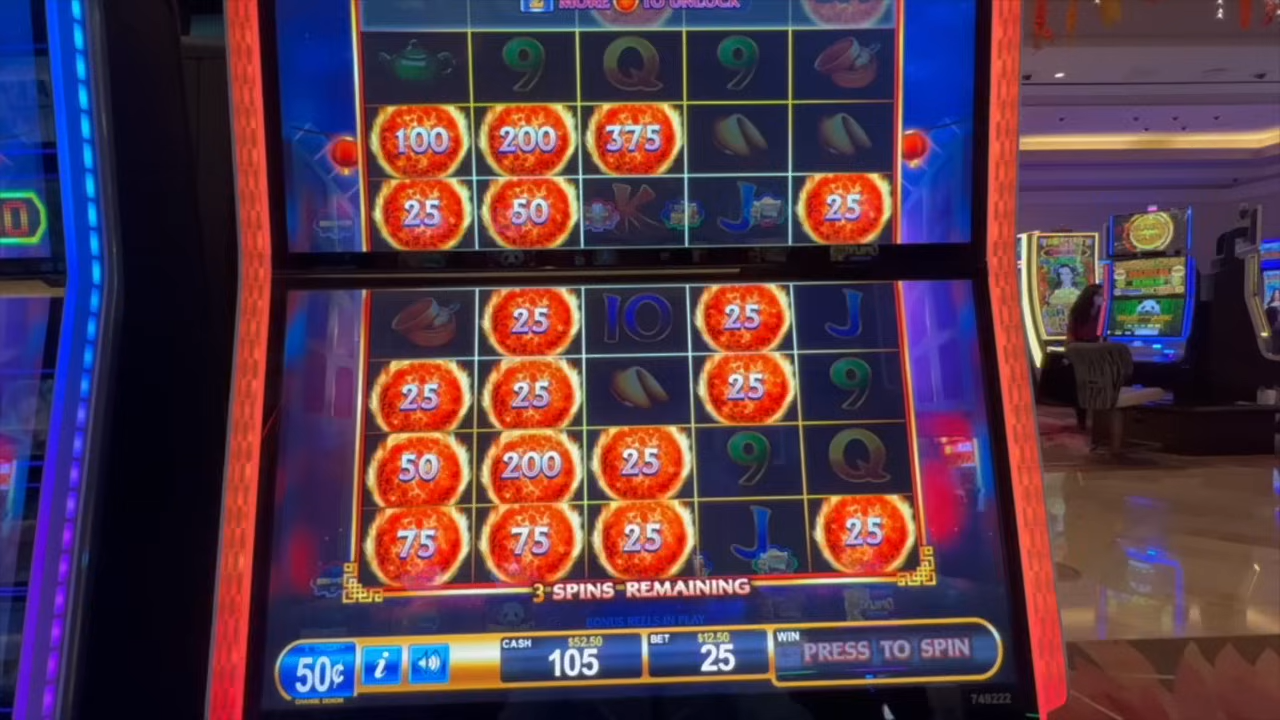 MORE TO UNLOCK
9 Q 9
100 200 375
25 50 K J 25
25 10 25 J
25 25 25 9
50 200 25 9 Q
75 75 25 J 25
3 SPINS REMAINING
BONUS REELS IN PLAY
50¢
CHANGE DENOM
i
CASH $52.50
105
BET $12.50
25
WIN
PRESS TO SPIN
749222